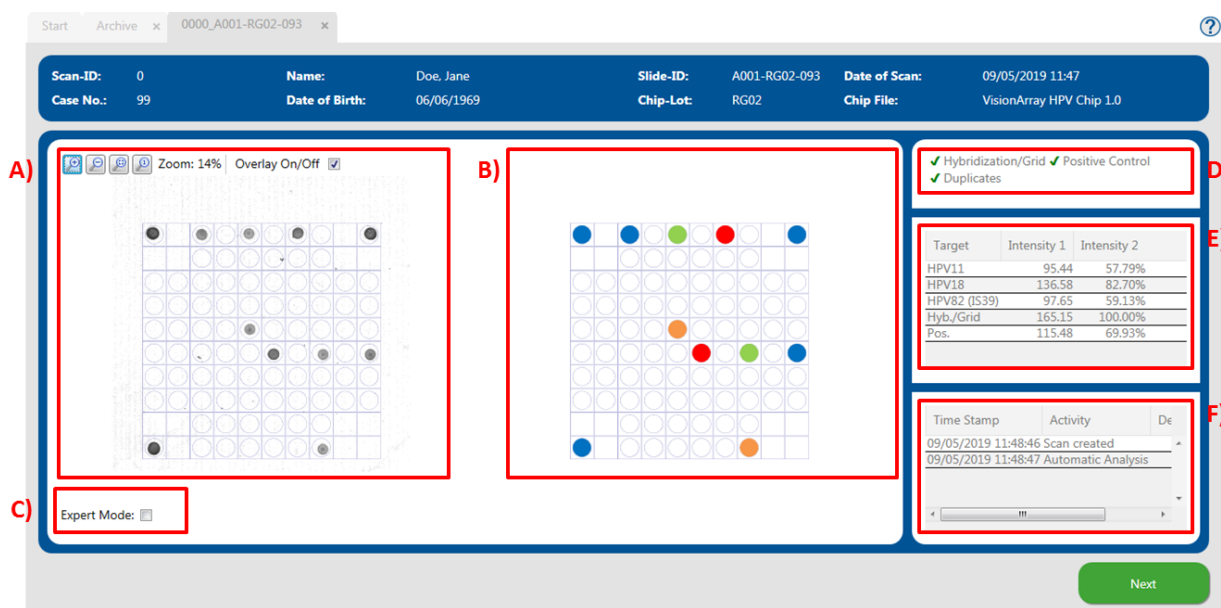 Start Archive × 0000_A001-RG02-093 ×
?
Scan-ID: 0 Name: Doe, Jane Slide-ID: A001-RG02-093 Date of Scan: 09/05/2019 11:47
Case No.: 99 Date of Birth: 06/06/1969 Chip-Lot: RG02 Chip File: VisionArray HPV Chip 1.0
A)
Zoom: 14% Overlay On/Off
B)
✔ Hybridization/Grid ✔ Positive Control
✔ Duplicates
D
E)
Target Intensity 1 Intensity 2
HPV11 95.44 57.79%
HPV18 136.58 82.70%
HPV82 (IS39) 97.65 59.13%
Hyb./Grid 165.15 100.00%
Pos. 115.48 69.93%
F)
Time Stamp Activity De
09/05/2019 11:48:46 Scan created
09/05/2019 11:48:47 Automatic Analysis
C)
Expert Mode:
Next